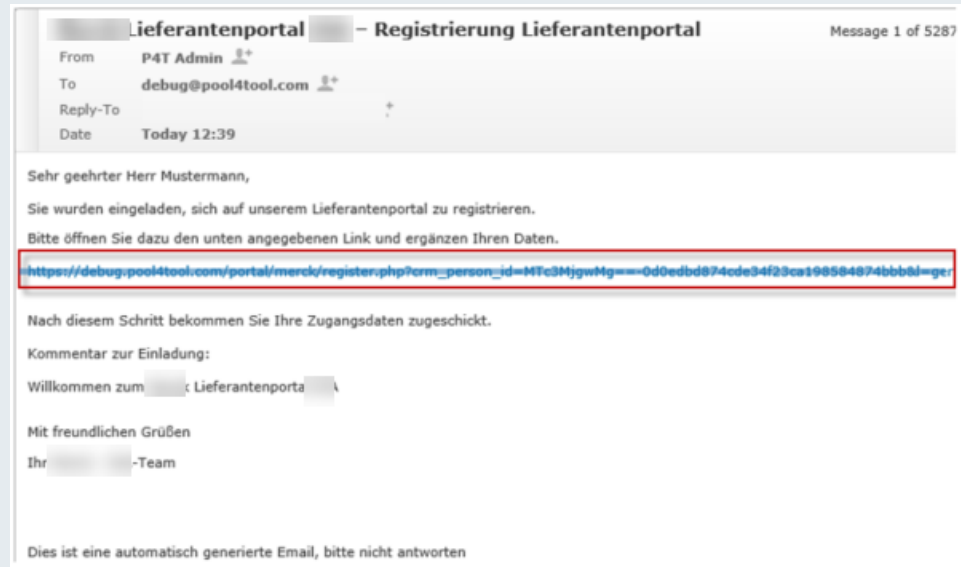 Lieferantenportal – Registrierung Lieferantenportal Message 1 of 5287
From P4T Admin
To debug@pool4tool.com
Reply-To
Date Today 12:39
Sehr geehrter Herr Mustermann,
Sie wurden eingeladen, sich auf unserem Lieferantenportal zu registrieren.
Bitte öffnen Sie dazu den unten angegebenen Link und ergänzen Ihren Daten.
https://debug.pool4tool.com/portal/merck/register.php?crm_person_id=MTc3MjgwMg==-0d0edbd874cde34f23ca198584874bbb&l=ger
Nach diesem Schritt bekommen Sie Ihre Zugangsdaten zugeschickt.
Kommentar zur Einladung:
Willkommen zum Lieferantenporta
Mit freundlichen Grüßen
Ihr -Team
Dies ist eine automatisch generierte Email, bitte nicht antworten